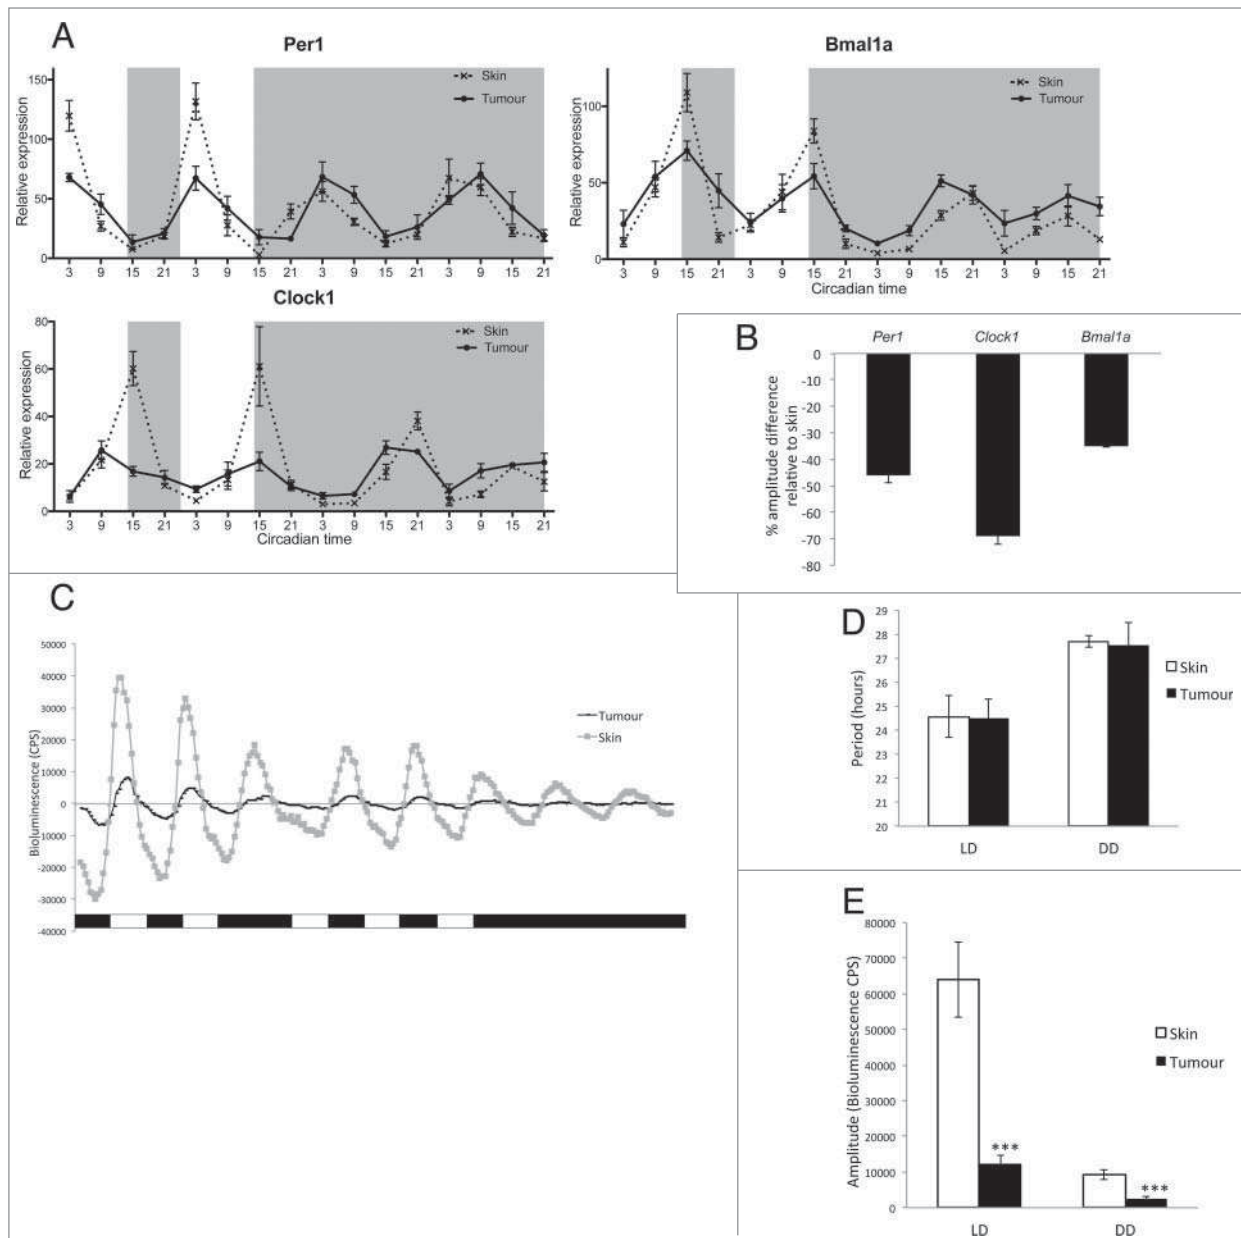 A
Per1
Relative expression
150
100
50
0
Skin
Tumour
3 9 15 21 3 9 15 21 3 9 15 21 3 9 15 21
Bmal1a
Relative expression
100
50
0
Skin
Tumour
3 9 15 21 3 9 15 21 3 9 15 21 3 9 15 21
Circadian time
Clock1
Relative expression
80
60
40
20
0
Skin
Tumour
3 9 15 21 3 9 15 21 3 9 15 21 3 9 15 21
Circadian time
B
Per1 Clock1 Bmal1a
% amplitude difference
relative to skin
0
-10
-20
-30
-40
-50
-60
-70
-80
C
Bioluminescence (CPS)
50000
40000
30000
20000
10000
0
-10000
-20000
-30000
-40000
Tumour
Skin
D
Period (hours)
29
28
27
26
25
24
23
22
21
20
Skin
Tumour
LD DD
E
Amplitude (Bioluminescence CPS)
80000
70000
60000
50000
40000
30000
20000
10000
0
Skin
Tumour
***
***
LD DD